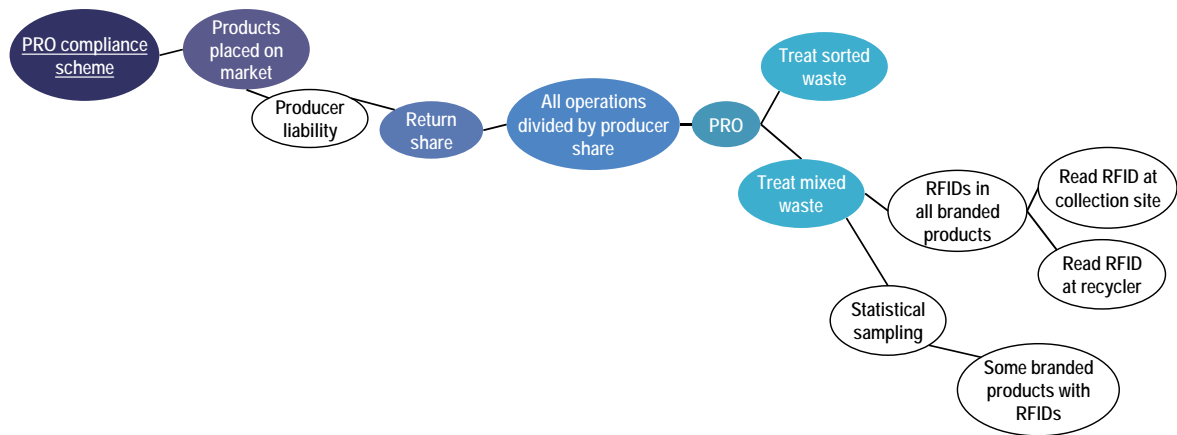 PRO compliance
scheme
Products
placed on
market
Producer
liability
Return
share
All operations
divided by producer
share
PRO
Treat sorted
waste
Treat mixed
waste
RFIDs in
all branded
products
Read RFID at
collection site
Read RFID
at recycler
Statistical
sampling
Some branded
products with
RFIDs